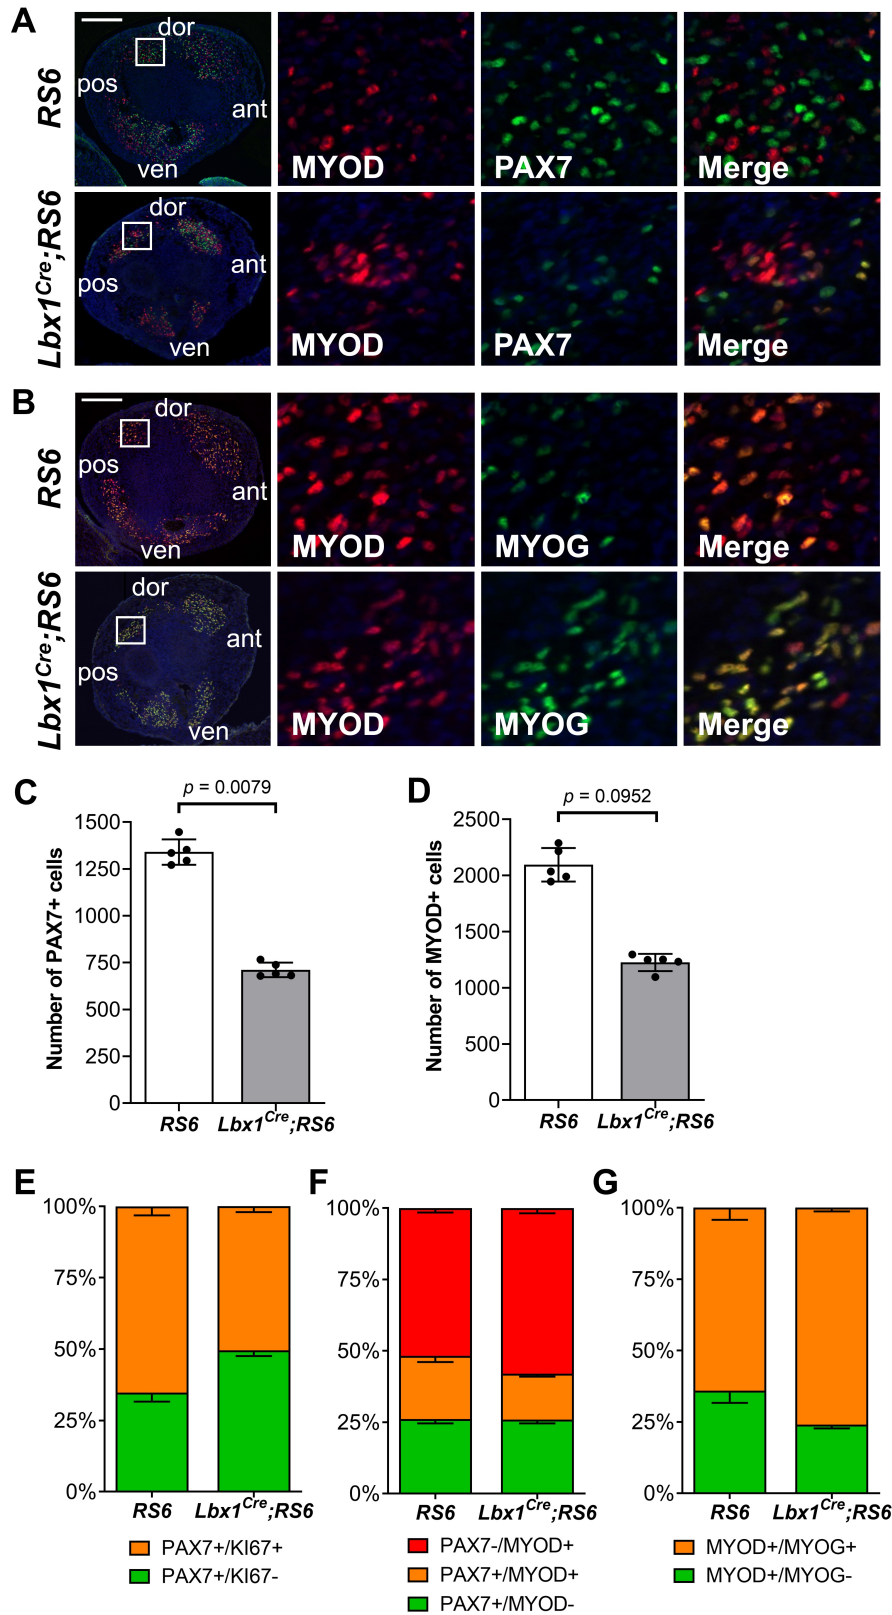 A
RS6
dor
pos
ant
ven
MYOD
PAX7
Merge
Lbx1Cre;RS6
dor
pos
ant
ven
MYOD
PAX7
Merge
B
RS6
dor
pos
ant
ven
MYOD
MYOG
Merge
Lbx1Cre;RS6
dor
pos
ant
ven
MYOD
MYOG
Merge
C
p = 0.0079
Number of PAX7+ cells
1500
1250
1000
750
500
250
0
RS6
Lbx1Cre;RS6
D
p = 0.0952
Number of MYOD+ cells
2500
2000
1500
1000
500
0
RS6
Lbx1Cre;RS6
E
100%
75%
50%
25%
0%
RS6
Lbx1Cre;RS6
PAX7+/KI67+
PAX7+/KI67-
F
100%
75%
50%
25%
0%
RS6
Lbx1Cre;RS6
PAX7-/MYOD+
PAX7+/MYOD+
PAX7+/MYOD-
G
100%
75%
50%
25%
0%
RS6
Lbx1Cre;RS6
MYOD+/MYOG+
MYOD+/MYOG-